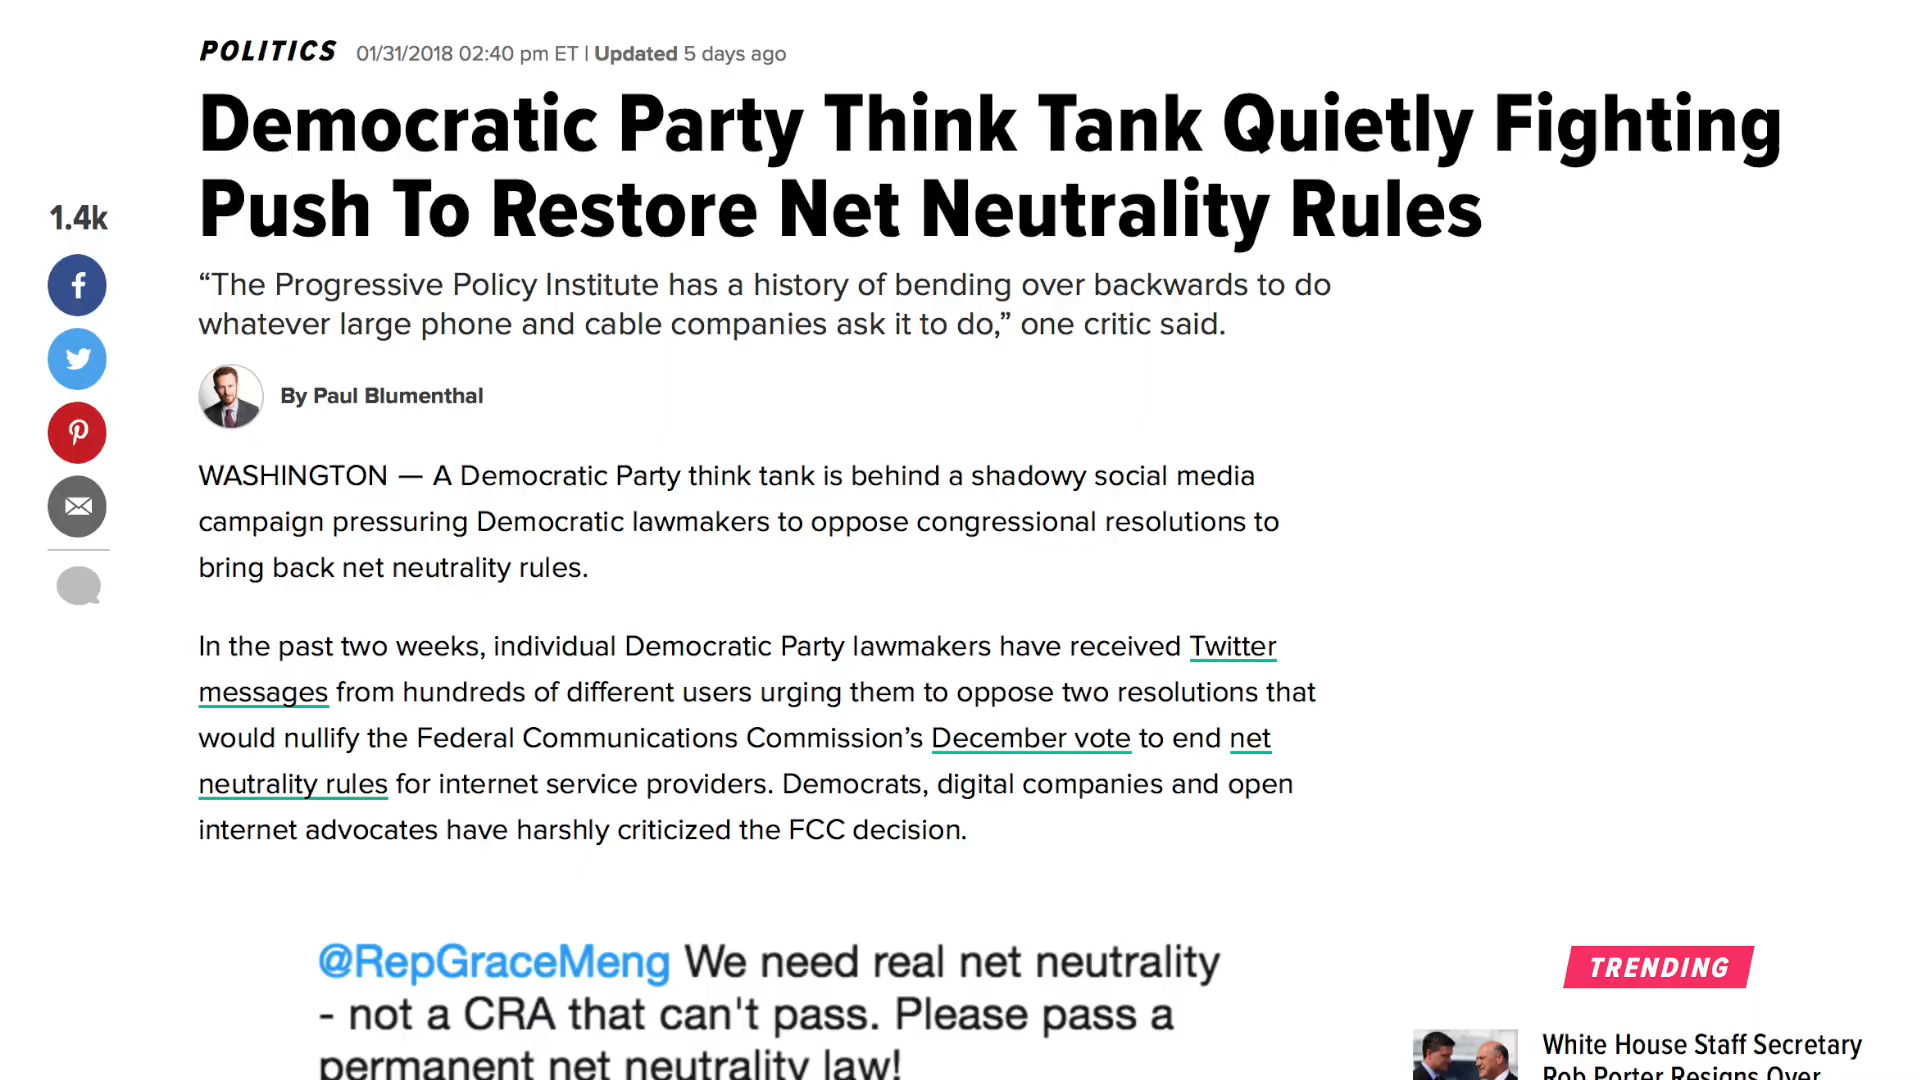 POLITICS 01/31/2018 02:40 pm ET | Updated 5 days ago
Democratic Party Think Tank Quietly Fighting
Push To Restore Net Neutrality Rules
1.4k
“The Progressive Policy Institute has a history of bending over backwards to do
whatever large phone and cable companies ask it to do,” one critic said.
By Paul Blumenthal
WASHINGTON — A Democratic Party think tank is behind a shadowy social media
campaign pressuring Democratic lawmakers to oppose congressional resolutions to
bring back net neutrality rules.
In the past two weeks, individual Democratic Party lawmakers have received Twitter
messages from hundreds of different users urging them to oppose two resolutions that
would nullify the Federal Communications Commission’s December vote to end net
neutrality rules for internet service providers. Democrats, digital companies and open
internet advocates have harshly criticized the FCC decision.
@RepGraceMeng We need real net neutrality
- not a CRA that can't pass. Please pass a
permanent net neutrality law!
TRENDING
White House Staff Secretary
Rob Porter Resigns Over